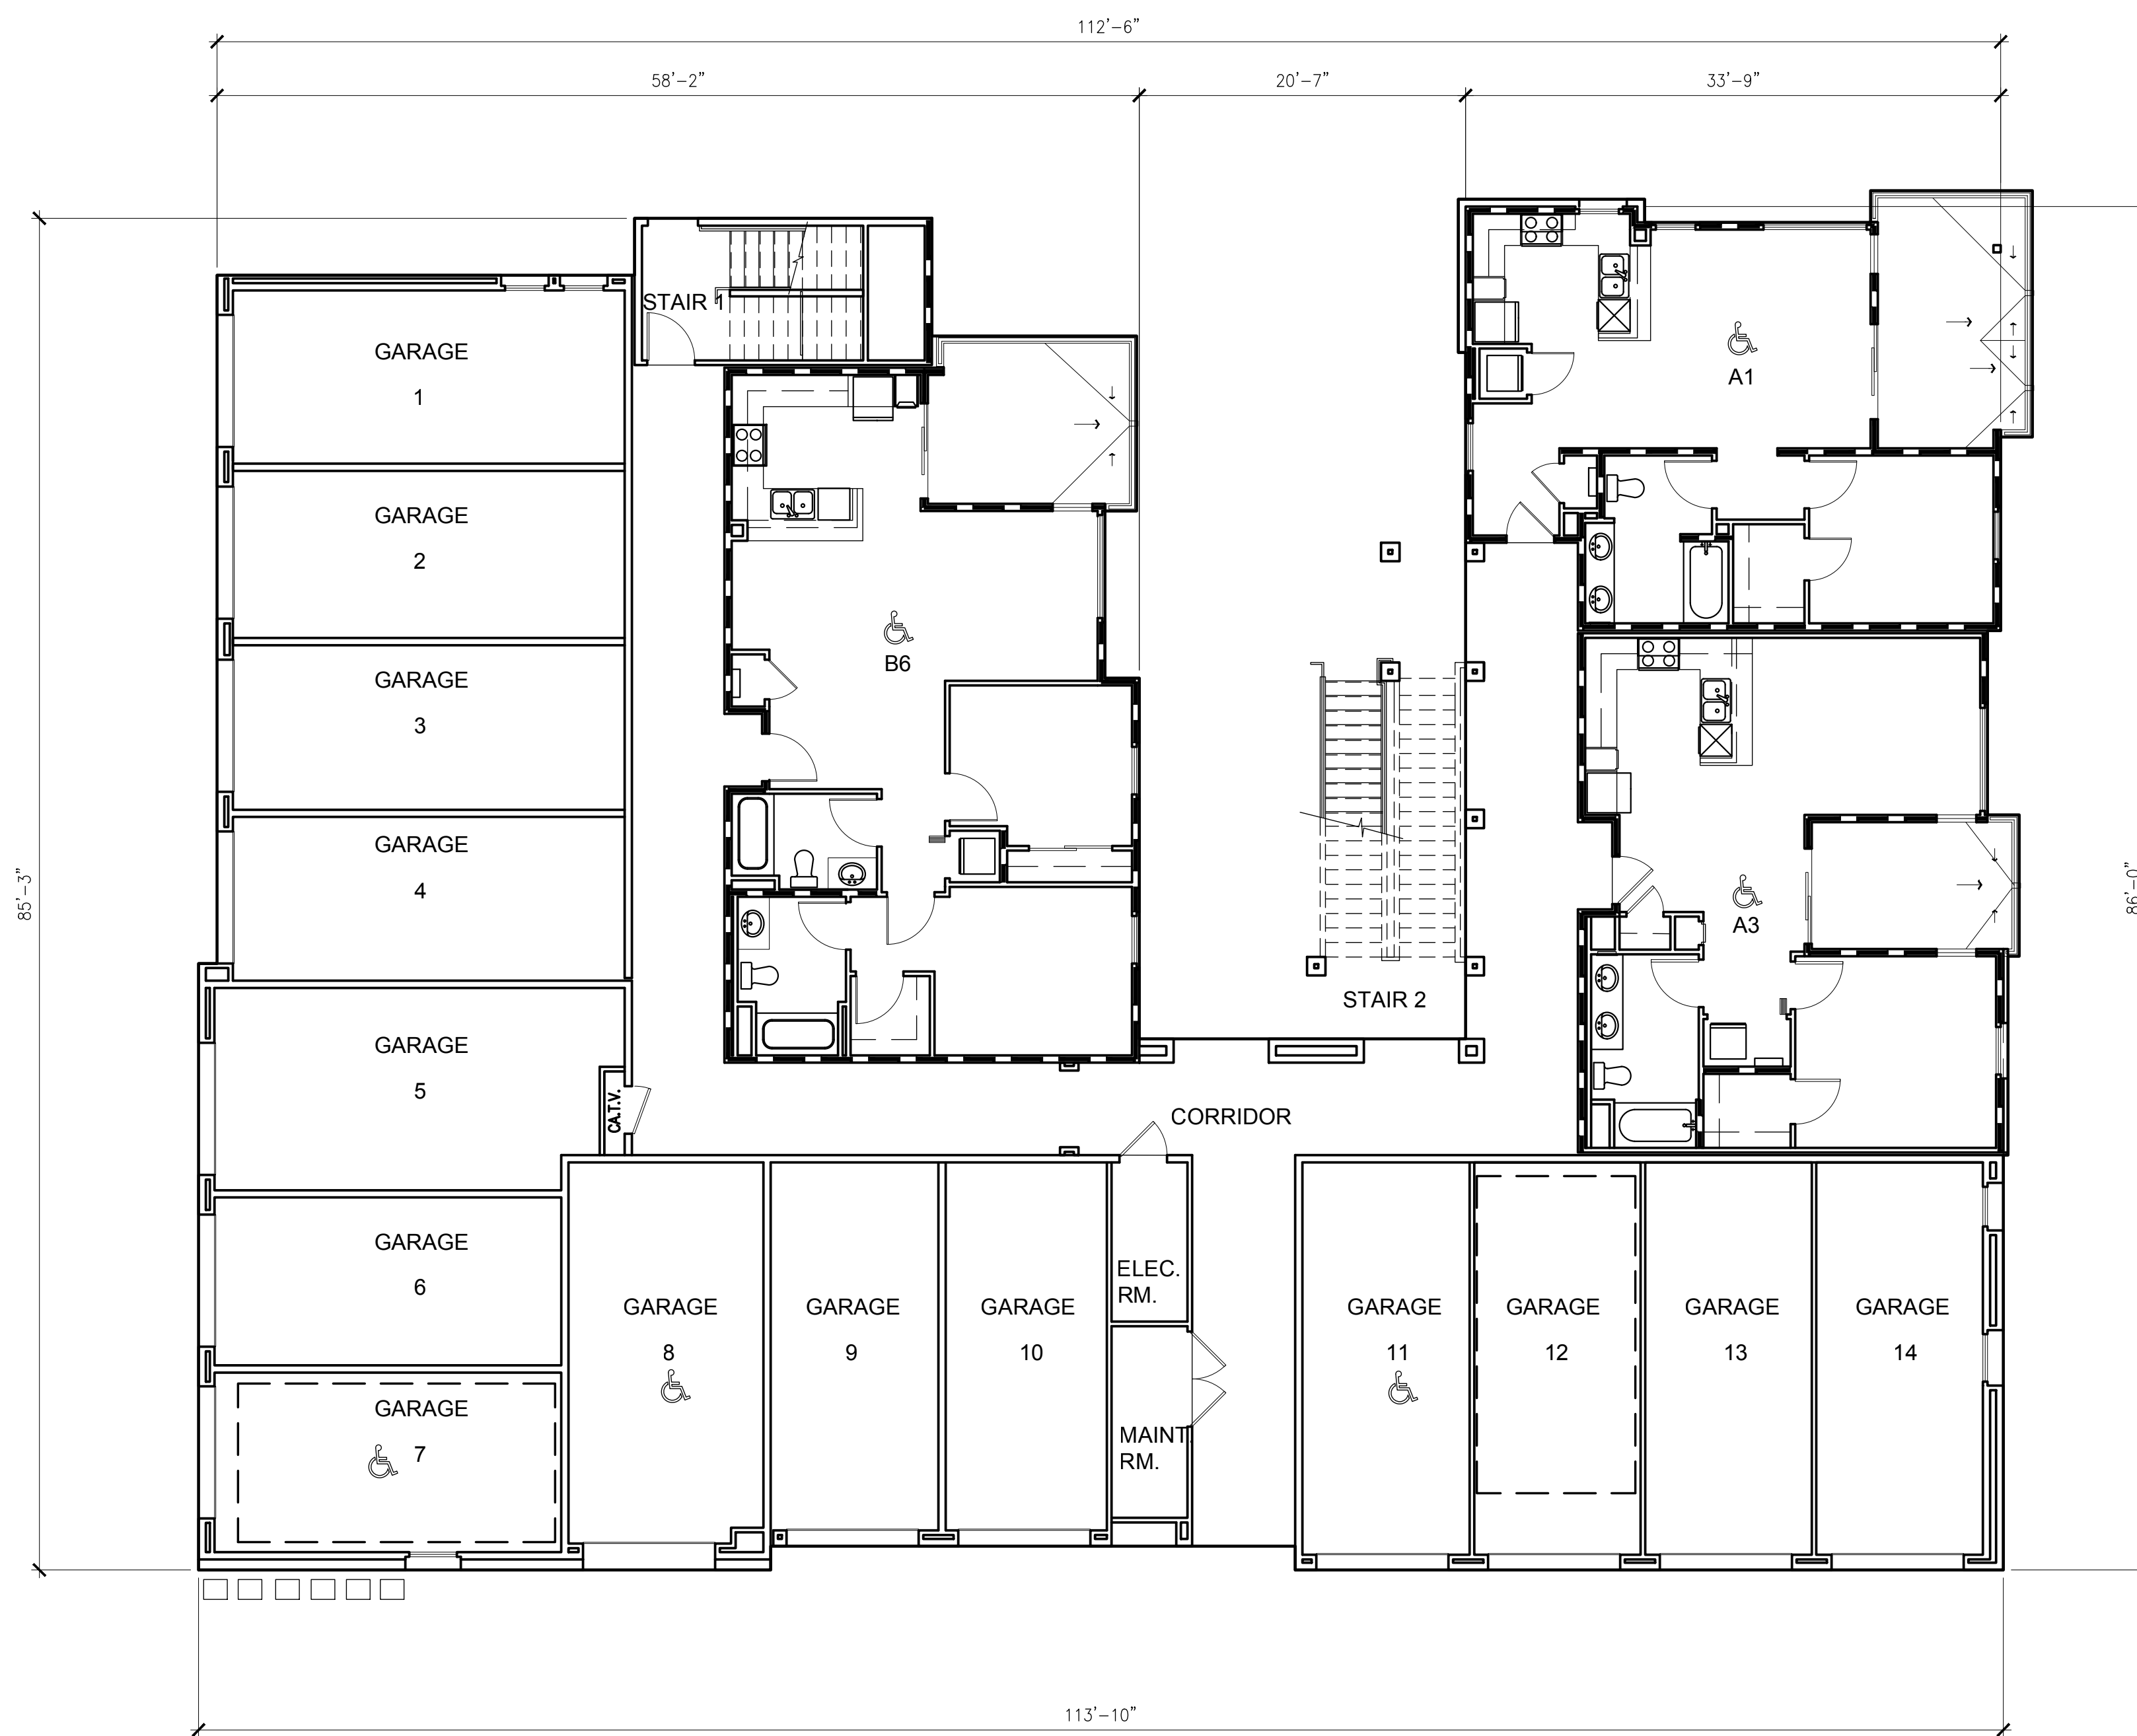 112'-6"
58'-2"
20'-7"
33'-9"
STAIR 1
GARAGE
1
A1
GARAGE
2
B6
GARAGE
3
GARAGE
4
85'-3"
86'-0"
A3
STAIR 2
GARAGE
5
CA.T.V.
CORRIDOR
GARAGE
6
ELEC.
RM.
GARAGE
8
GARAGE
9
GARAGE
10
GARAGE
11
GARAGE
12
GARAGE
13
GARAGE
14
GARAGE
7
MAINT.
RM.
113'-10"